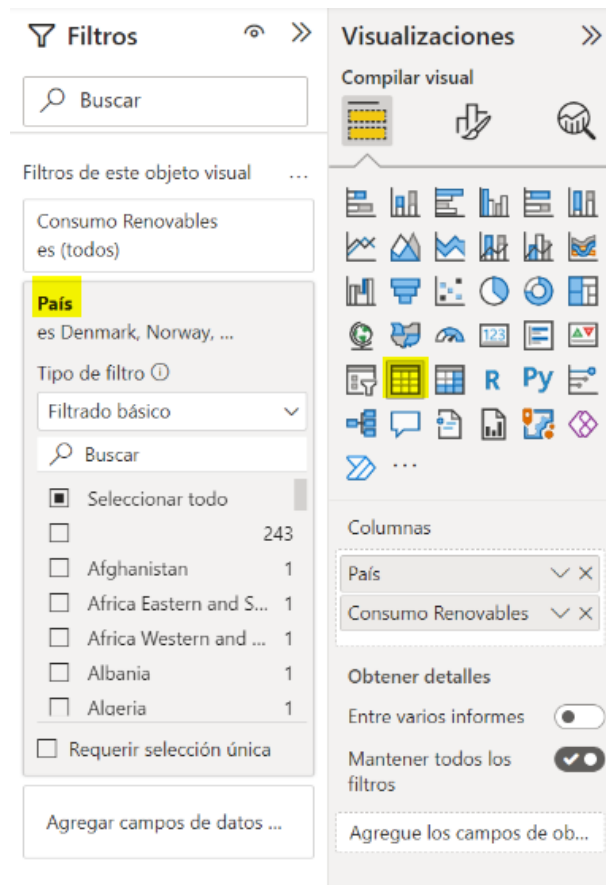 Filtros
Buscar
Filtros de este objeto visual ...
Consumo Renovables
es (todos)
País
es Denmark, Norway, ...
Tipo de filtro
Filtrado básico
Buscar
Seleccionar todo
243
Afghanistan 1
Africa Eastern and S... 1
Africa Western and ... 1
Albania 1
Algeria 1
Requerir selección única
Agregar campos de datos ...
Visualizaciones
Compilar visual
123
R Py
...
Columnas
País
Consumo Renovables
Obtener detalles
Entre varios informes
Mantener todos los
filtros
Agregue los campos de ob...